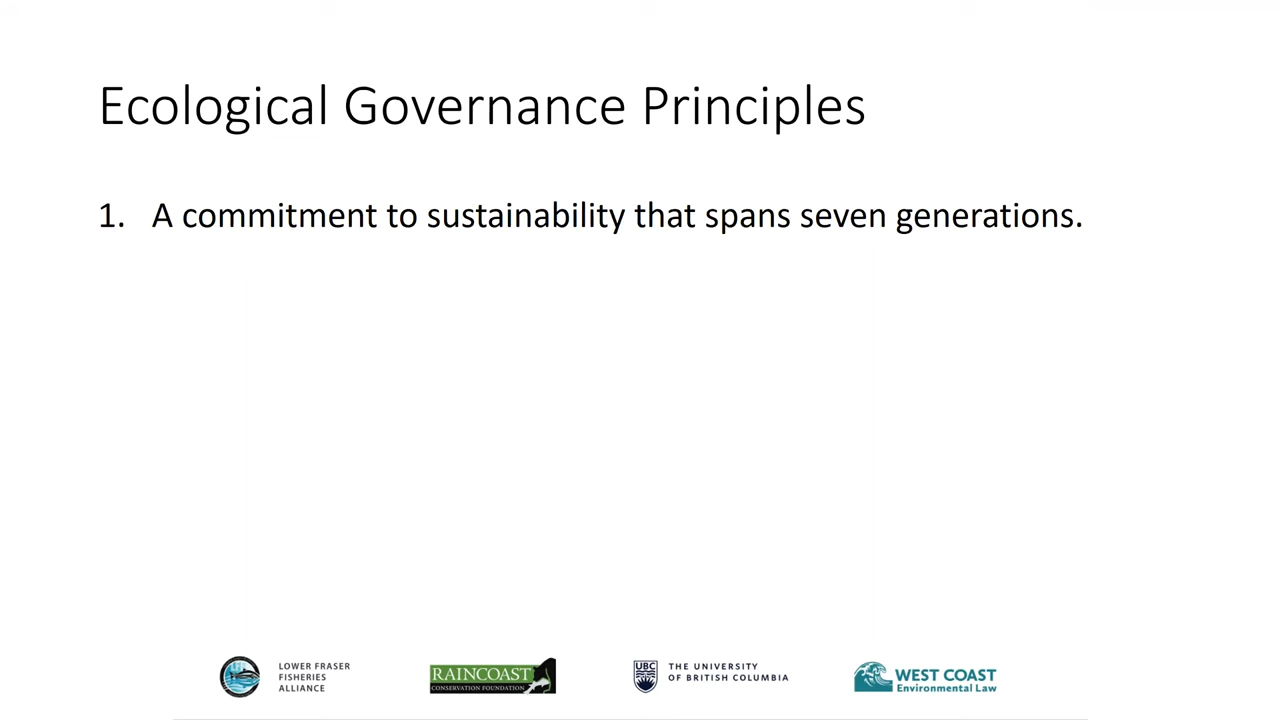 Ecological Governance Principles
1. A commitment to sustainability that spans seven generations.
LOWER FRASER
FISHERIES
ALLIANCE
RAINCOAST
CONSERVATION FOUNDATION
UBC
THE UNIVERSITY
OF BRITISH COLUMBIA
WEST COAST
Environmental Law